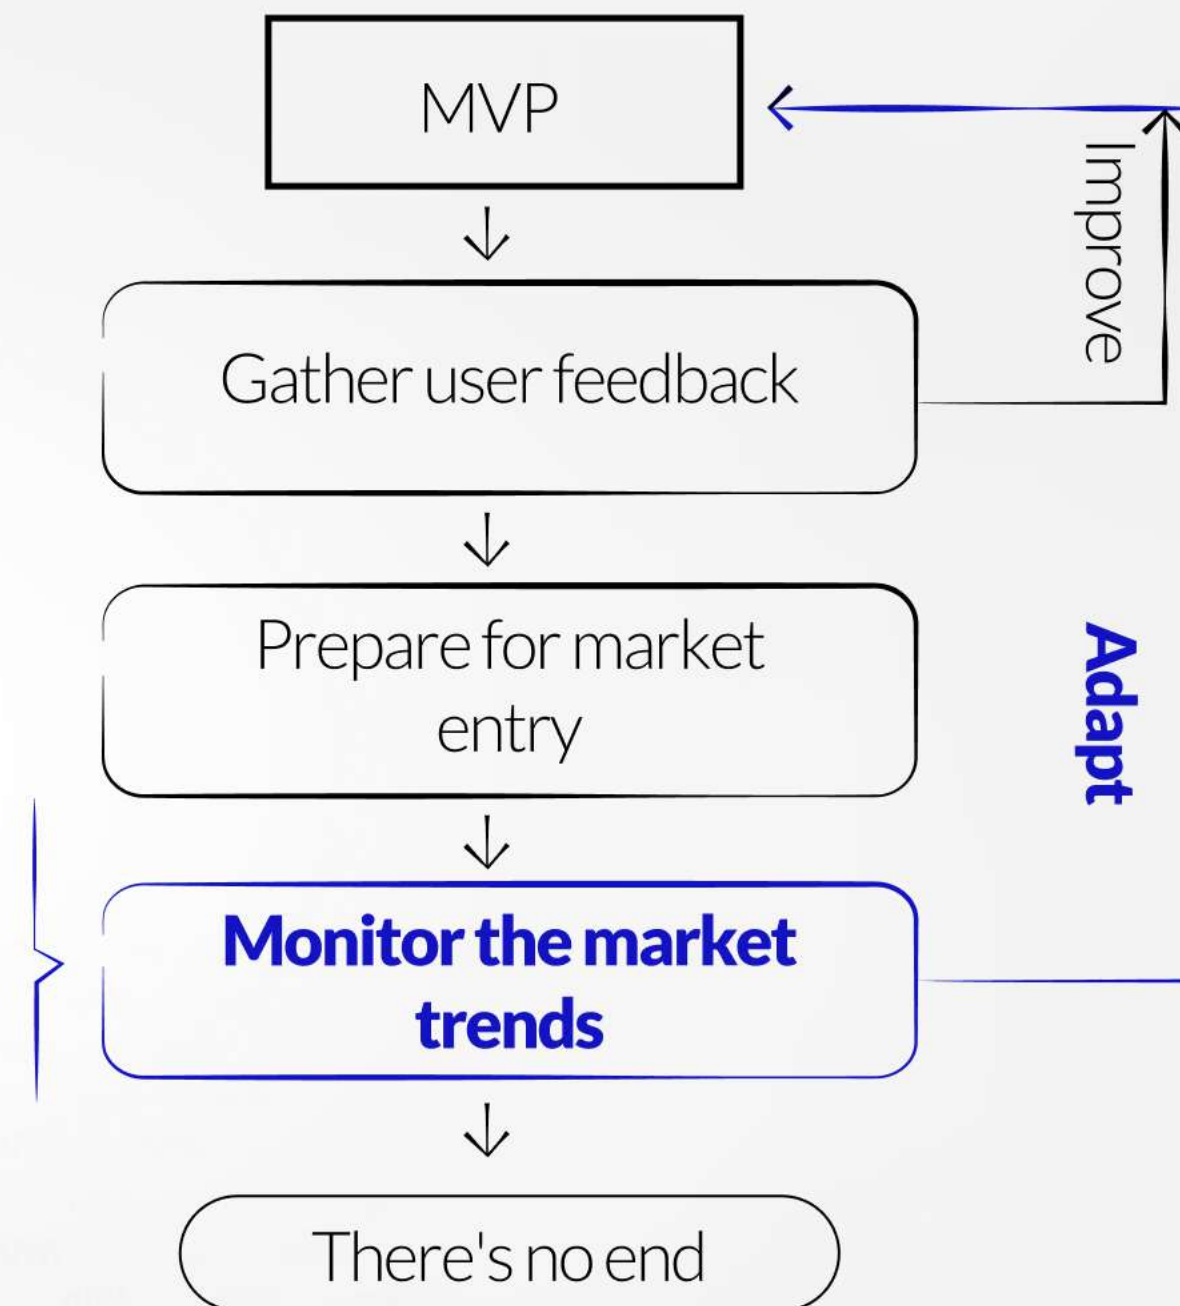 MVP
Improve
Gather user feedback
Prepare for market
entry
Adapt
Monitor the market
trends
There's no end